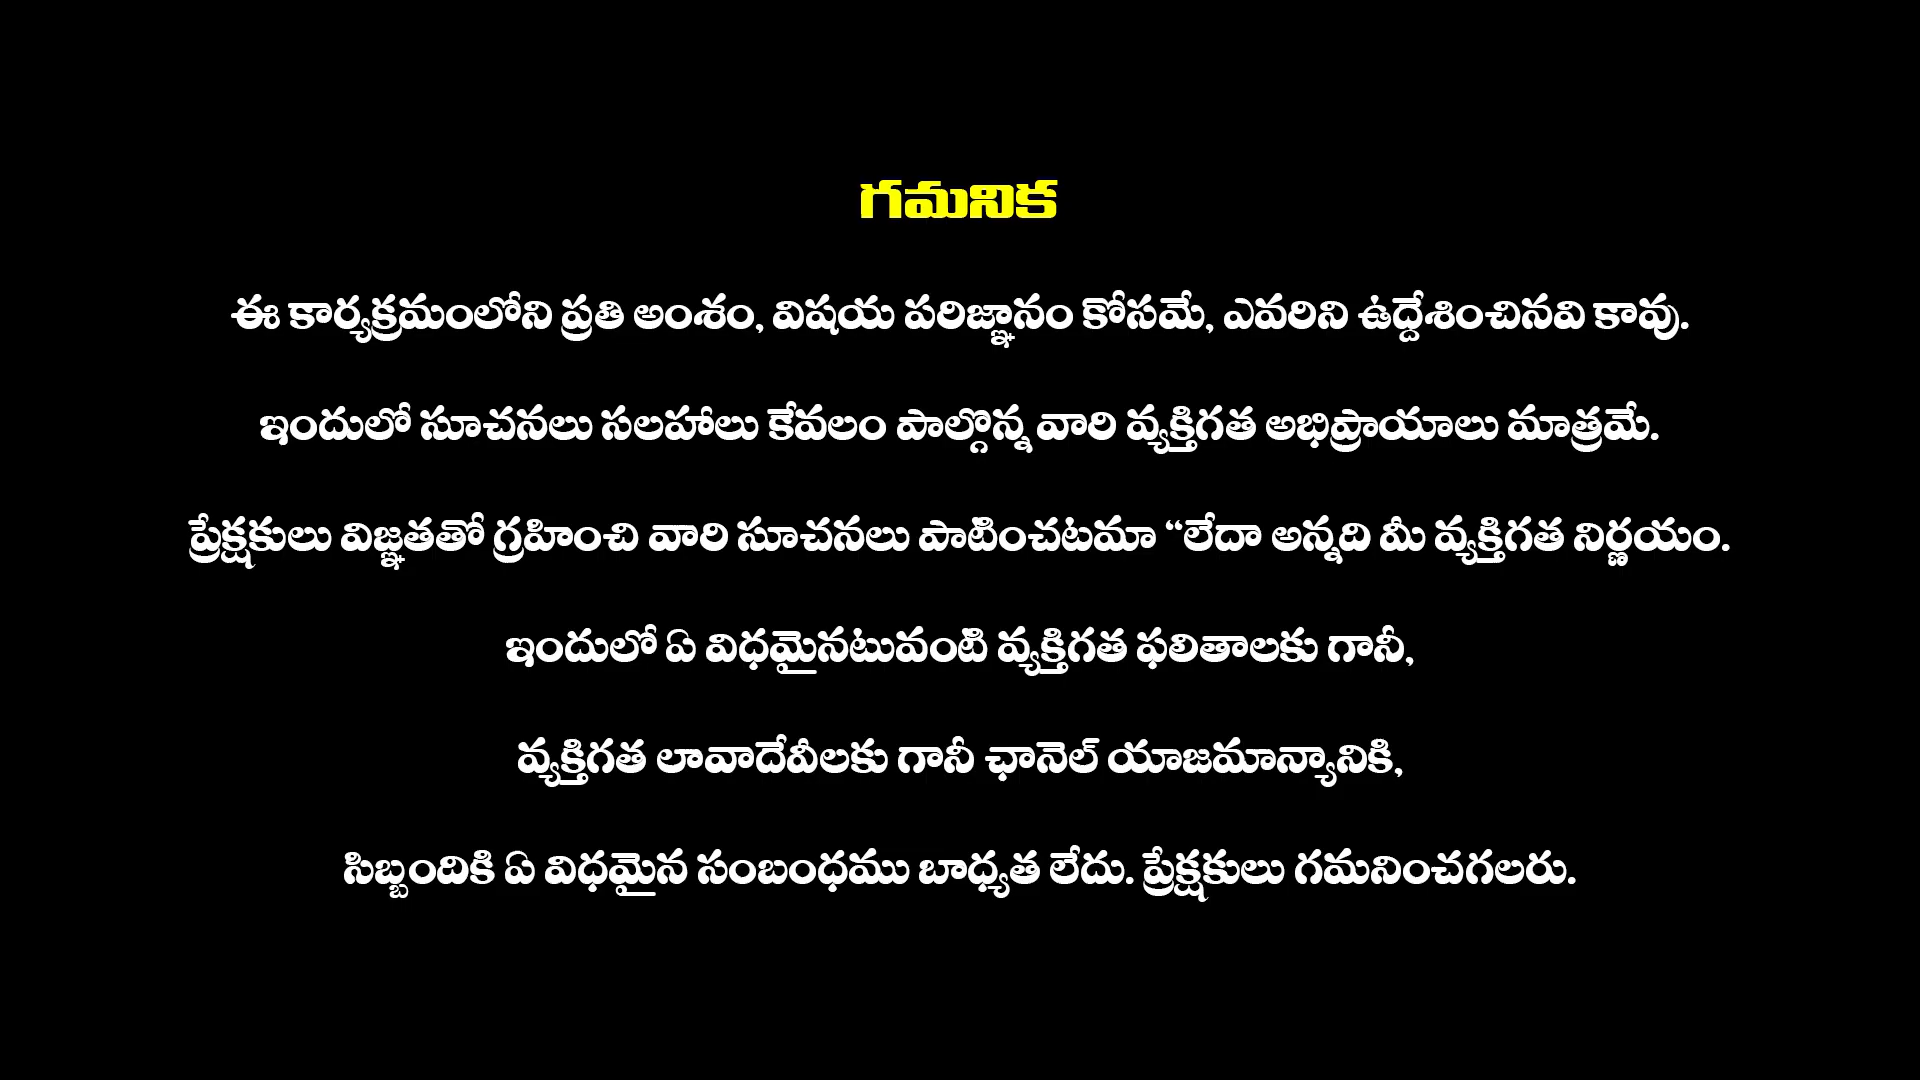 గమనిక
ఈ కార్యక్రమంలోని ప్రతి అంశం, విషయ పరిజ్ఞానం కోసమే, ఎవరిని ఉద్దేశించినవి కావు.
ఇందులో సూచనలు సలహాలు కేవలం పాల్గొన్న వారి వ్యక్తిగత అభిప్రాయాలు మాత్రమే.
ప్రేక్షకులు విజ్ఞతతో గ్రహించి వారి సూచనలు పాటించటమా “లేదా అన్నది మీ వ్యక్తిగత నిర్ణయం.
ఇందులో ఏ విధమైనటువంటి వ్యక్తిగత ఫలితాలకు గానీ,
వ్యక్తిగత లావాదేవీలకు గానీ ఛానెల్ యాజమాన్యానికి,
సిబ్బందికి ఏ విధమైన సంబంధము బాధ్యత లేదు. ప్రేక్షకులు గమనించగలరు.